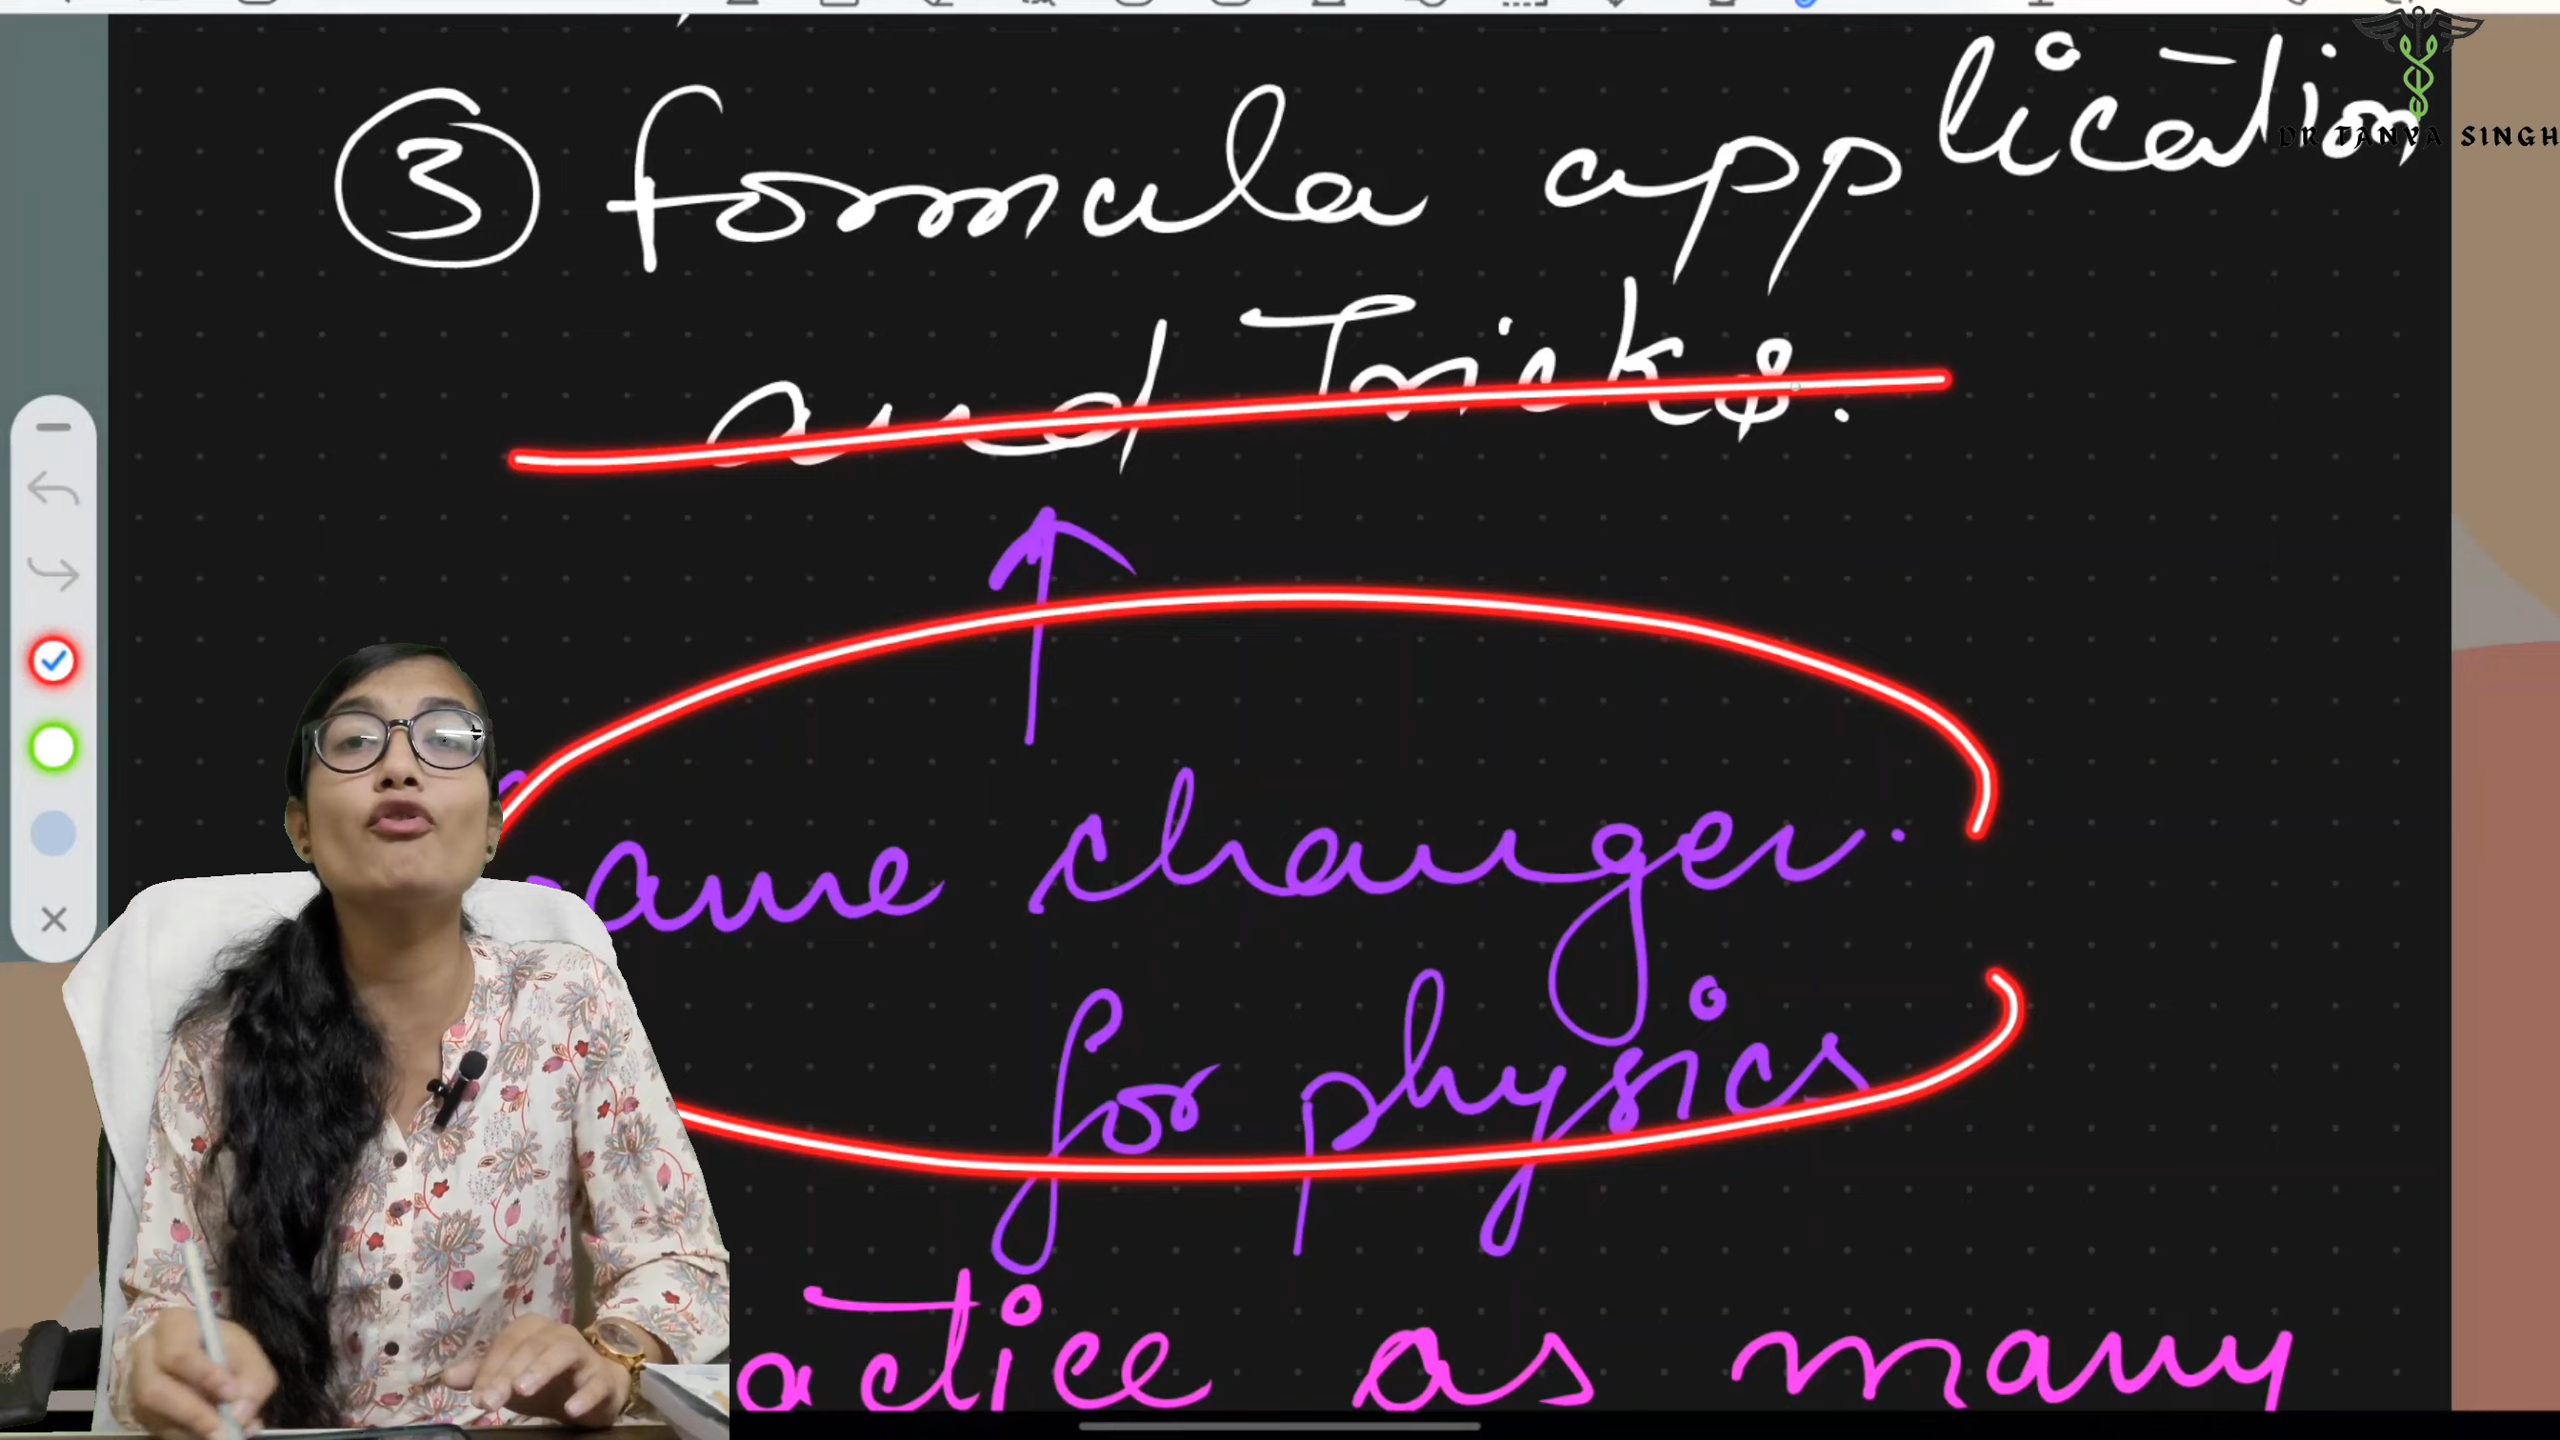 DR TANYA SINGH
③ formula application
and Tricks.
ame changer.
for physics
actice as many